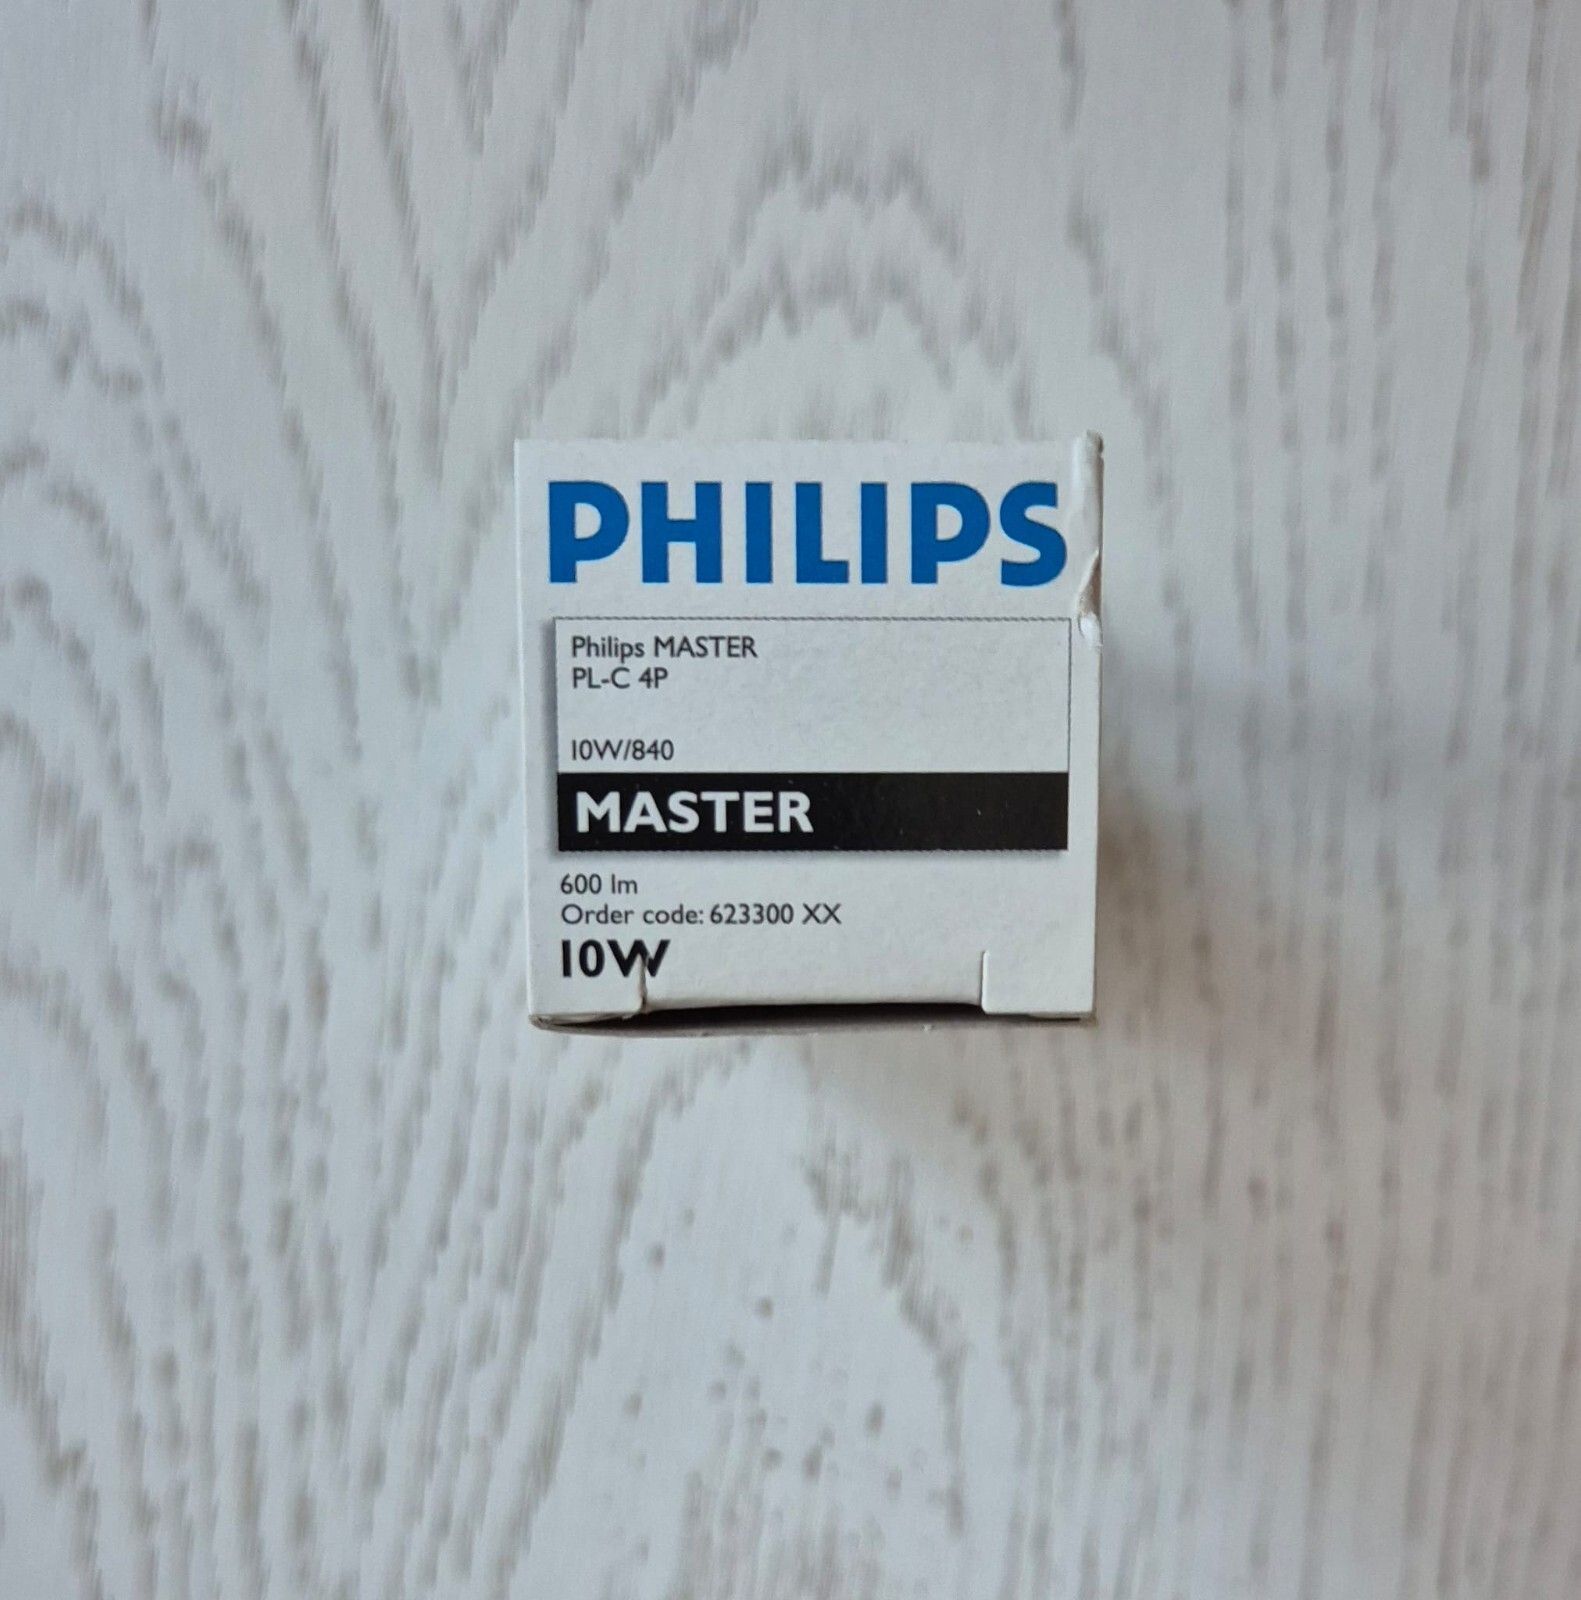 PHILIPS
Philips MASTER
PL-C 4P
10W/840
MASTER
600 lm
Order code: 623300 XX
10W